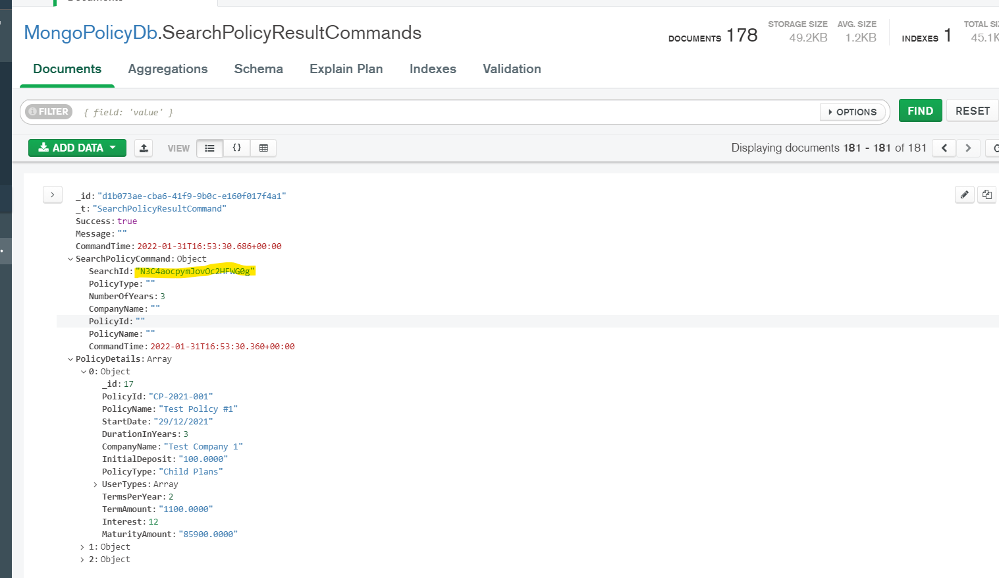 MongoPolicyDb.SearchPolicyResultCommands
DOCUMENTS 178 STORAGE SIZE 49.2KB AVG. SIZE 1.2KB INDEXES 1 TOTAL 45.1K
Documents Aggregations Schema Explain Plan Indexes Validation
FILTER { field: 'value' } OPTIONS FIND RESET
ADD DATA VIEW {} Displaying documents 181 - 181 of 181
_id: "d1b073ae-cba6-41f9-9b0c-e160f017f4a1"
_t: "SearchPolicyResultCommand"
Success: true
Message: ""
CommandTime: 2022-01-31T16:53:30.686+00:00
SearchPolicyCommand: Object
SearchId: "N3C4aocpymJovOc2HFWG0g"
PolicyType: ""
NumberOfYears: 3
CompanyName: ""
PolicyId: ""
PolicyName: ""
CommandTime: 2022-01-31T16:53:30.360+00:00
PolicyDetails: Array
0: Object
_id: 17
PolicyId: "CP-2021-001"
PolicyName: "Test Policy #1"
StartDate: "29/12/2021"
DurationInYears: 3
CompanyName: "Test Company 1"
InitialDeposit: "100.0000"
PolicyType: "Child Plans"
UserTypes: Array
TermsPerYear: 2
TermAmount: "1100.0000"
Interest: 12
MaturityAmount: "85900.0000"
1: Object
2: Object